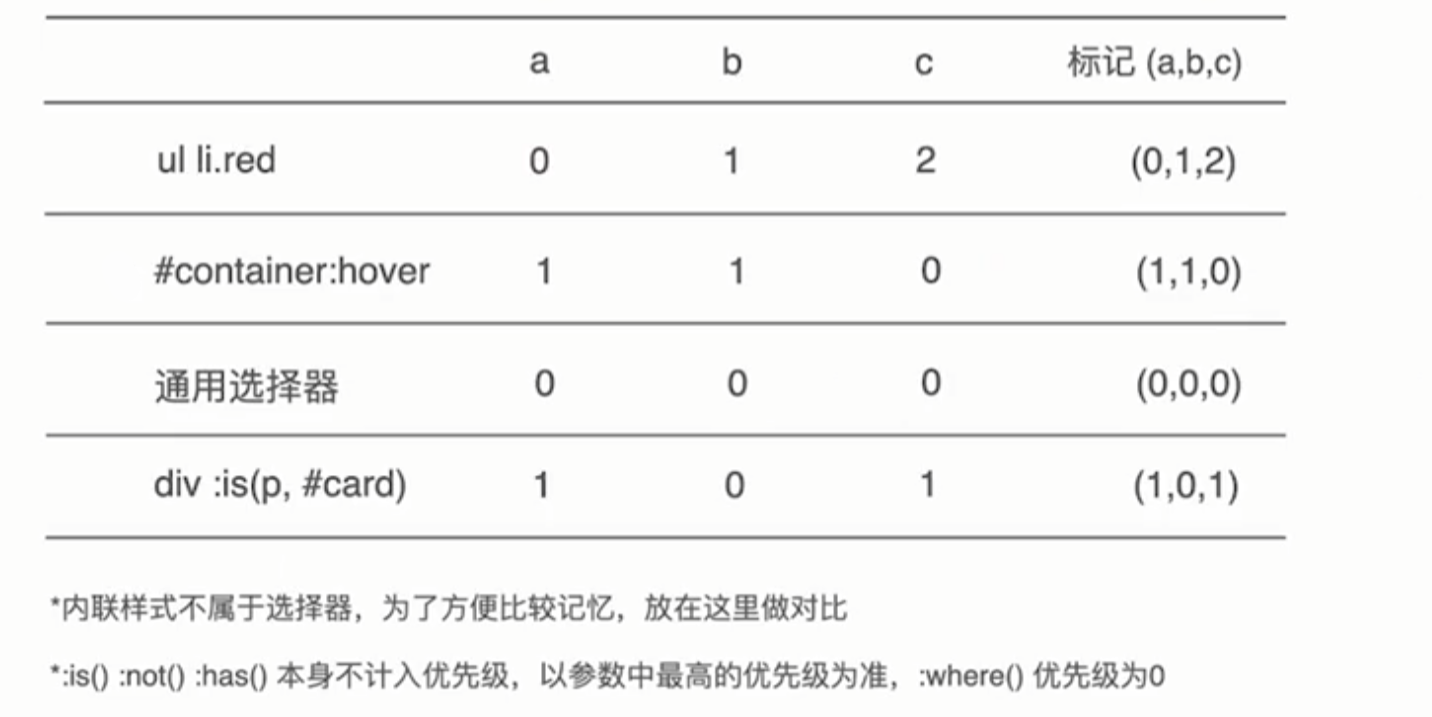 a b c 标记 (a,b,c)
ul li.red 0 1 2 (0,1,2)
#container:hover 1 1 0 (1,1,0)
通用选择器 0 0 0 (0,0,0)
div :is(p, #card) 1 0 1 (1,0,1)
*内联样式不属于选择器，为了方便比较记忆，放在这里做对比
*:is() :not() :has() 本身不计入优先级，以参数中最高的优先级为准，:where() 优先级为0